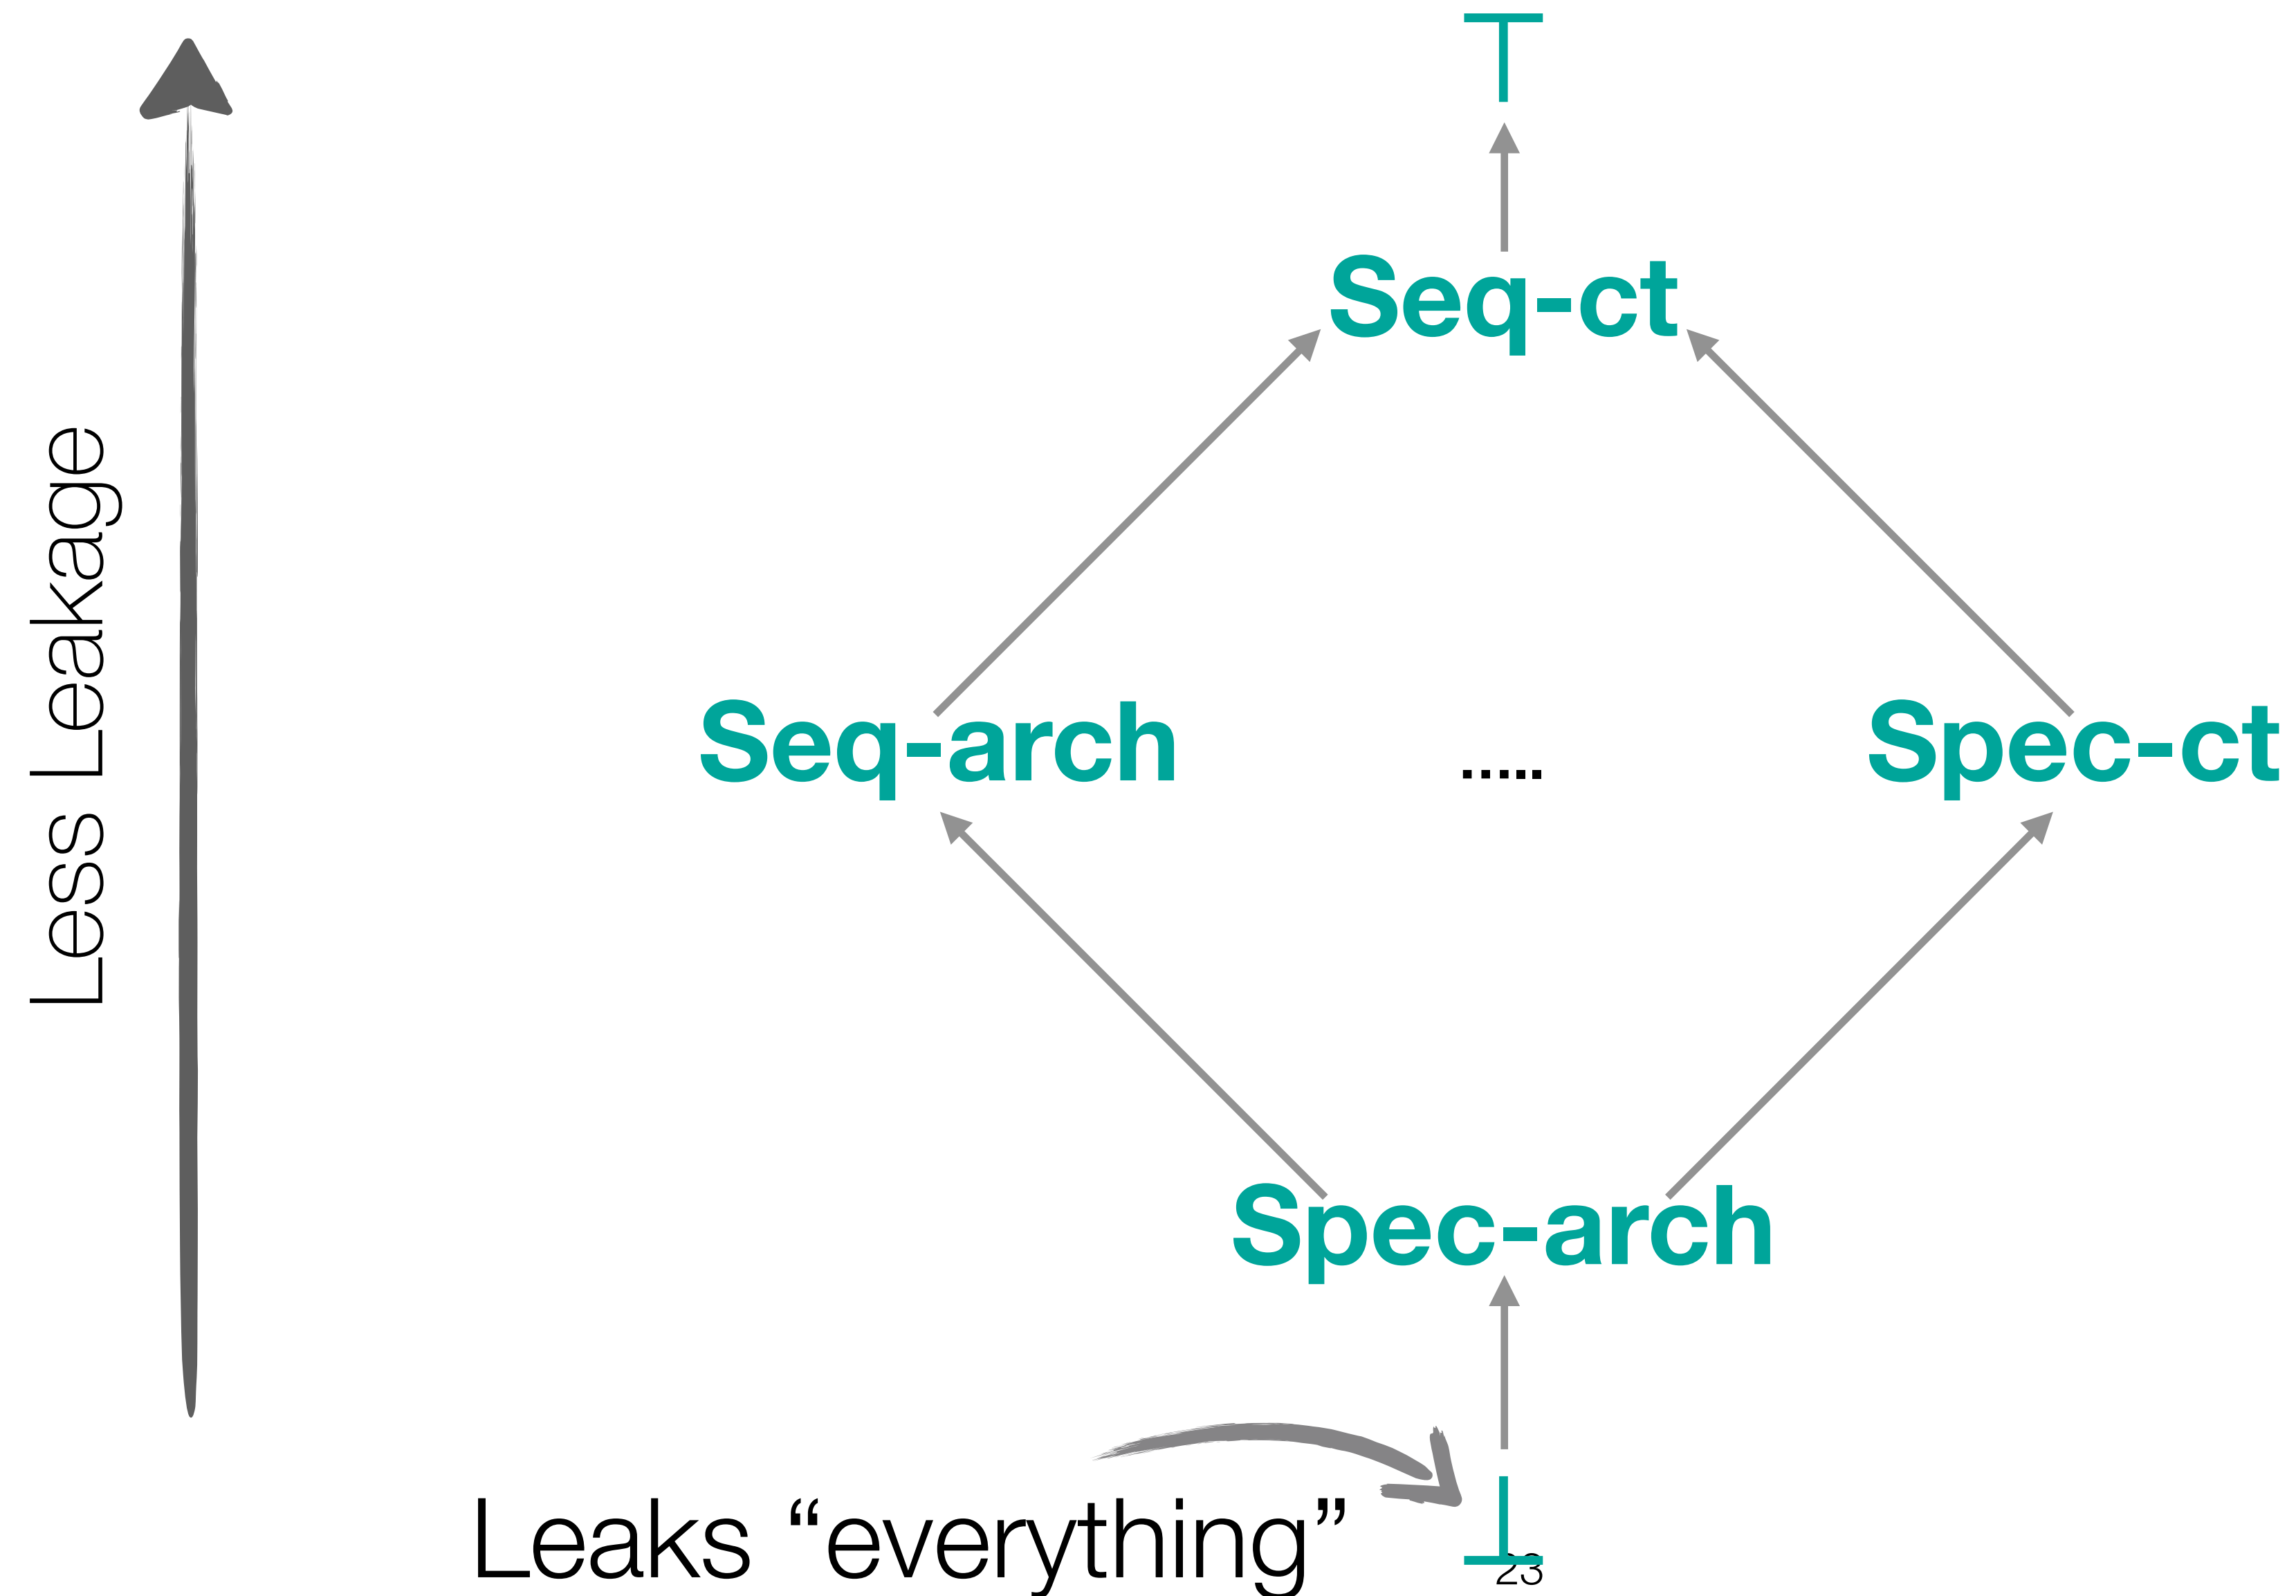 ⊤
Seq-ct
Less Leakage
Seq-arch
.....
Spec-ct
Spec-arch
Leaks “everything”
⊥
23